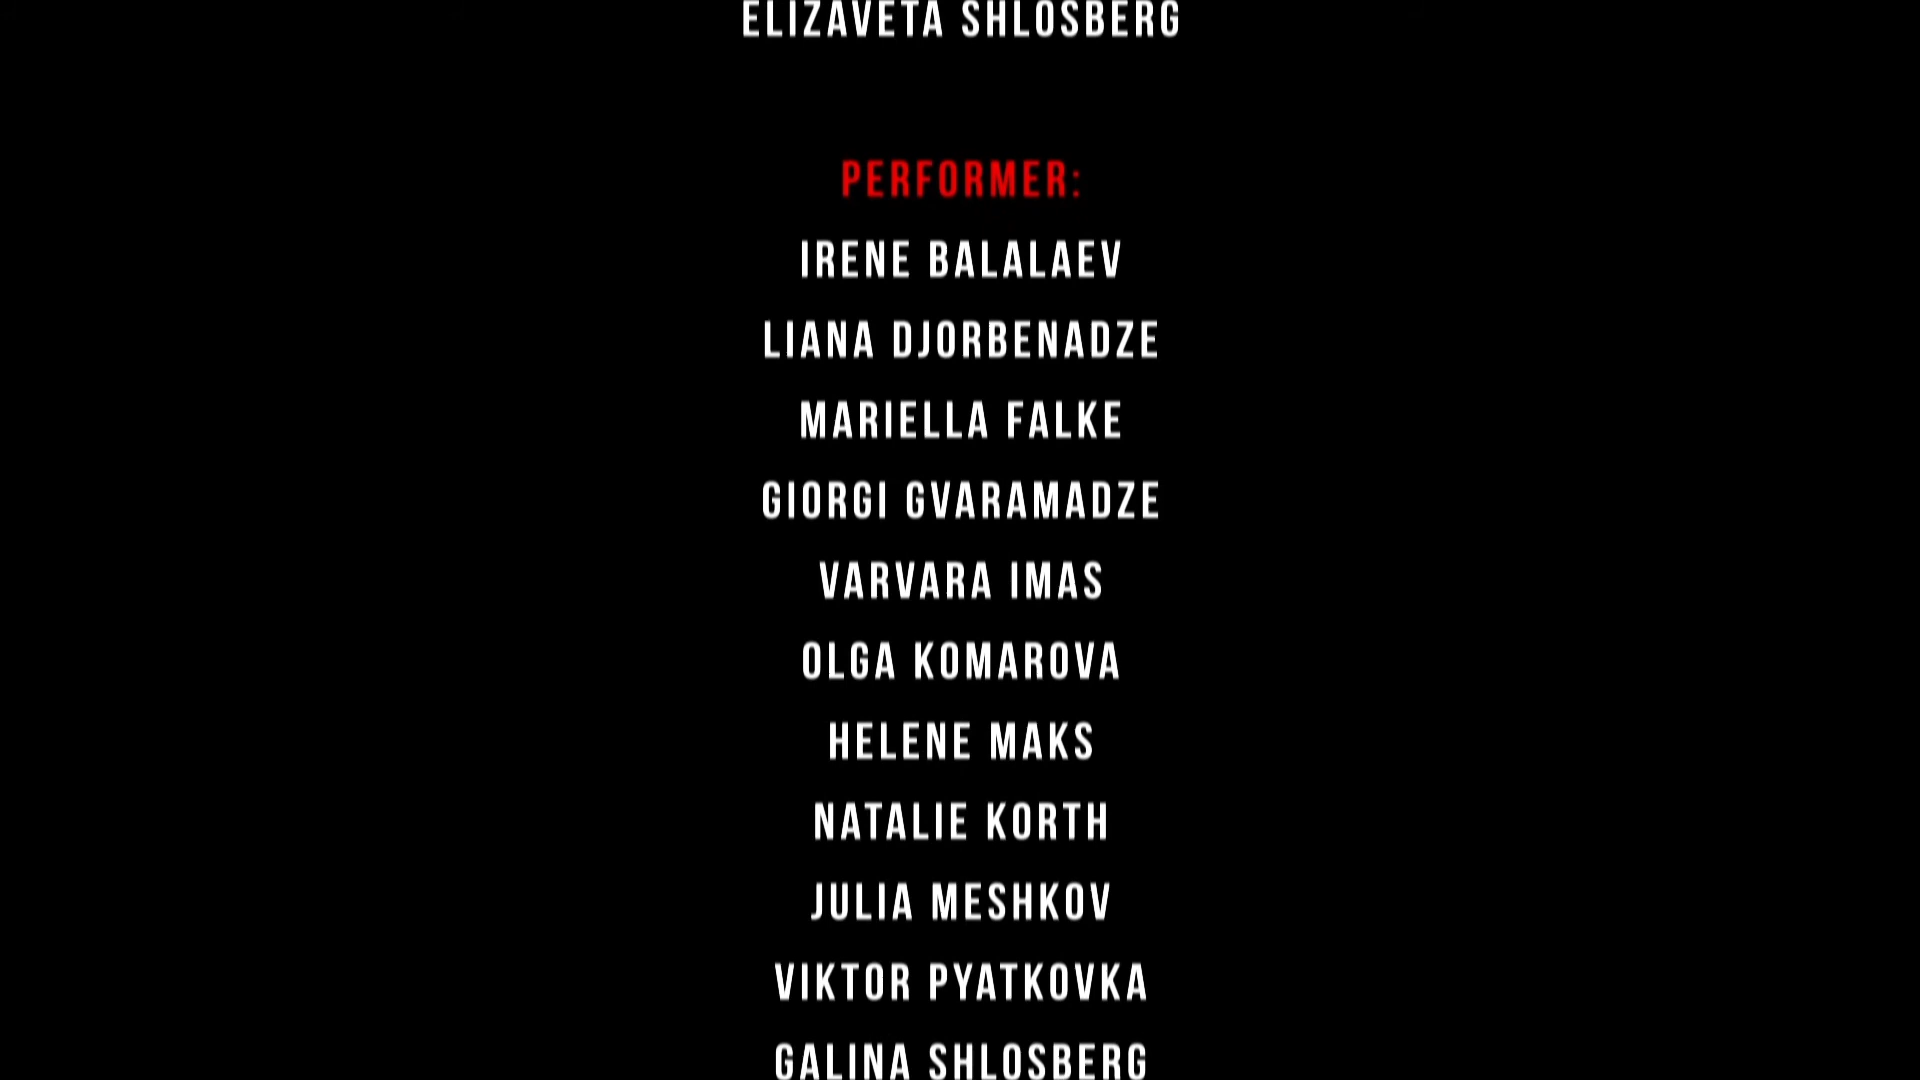 ELIZAVETA SHLOSBERG
PERFORMER:
IRENE BALALAEV
LIANA DJORBENADZE
MARIELLA FALKE
GIORGI GVARAMADZE
VARVARA IMAS
OLGA KOMAROVA
HELENE MAKS
NATALIE KORTH
JULIA MESHKOV
VIKTOR PYATKOVKA
GALINA SHLOSBERG